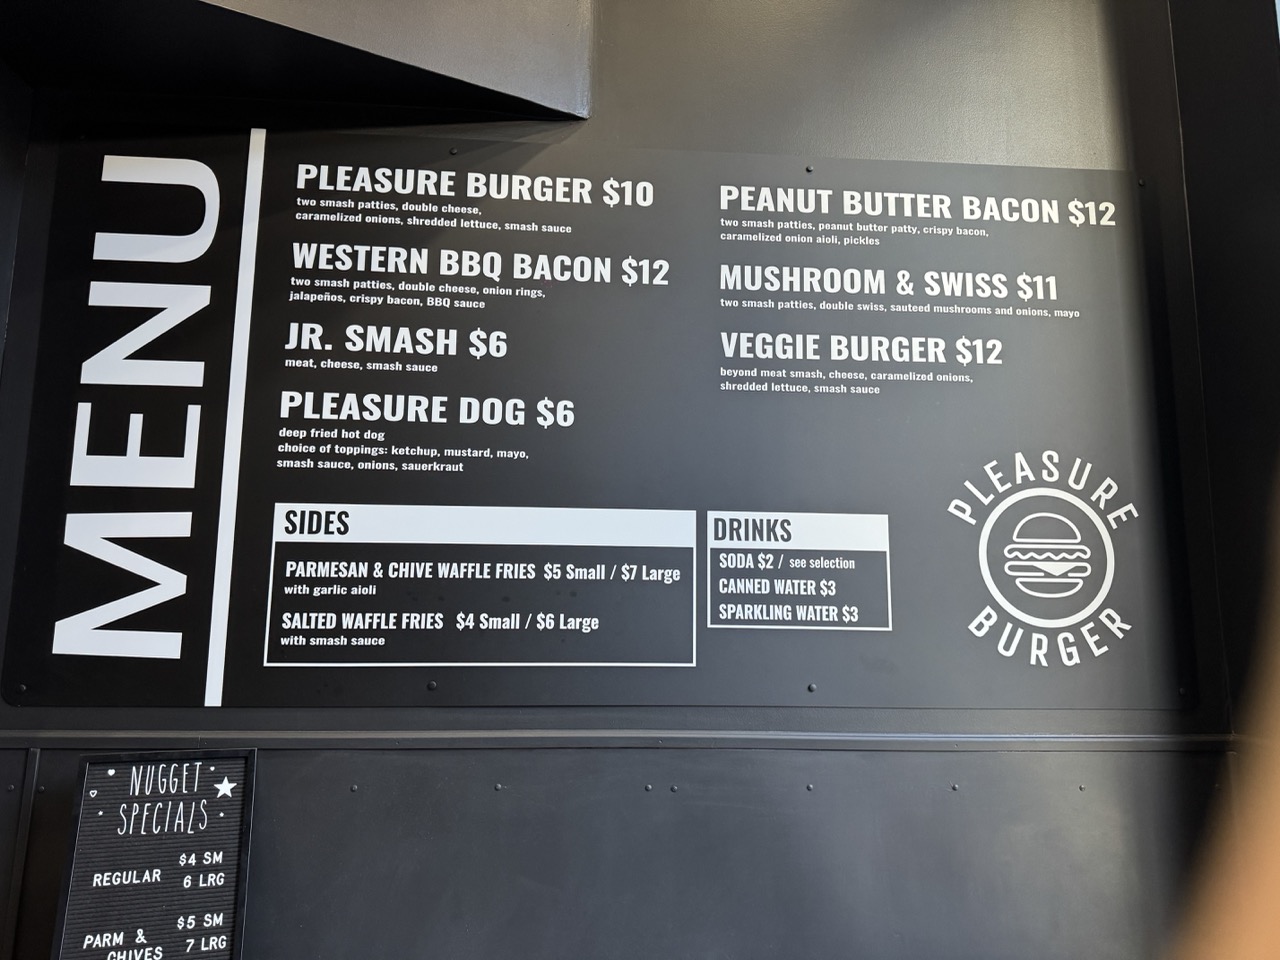 MENU
PLEASURE BURGER $10
two smash patties, double cheese,
caramelized onions, shredded lettuce, smash sauce
WESTERN BBQ BACON $12
two smash patties, double cheese, onion rings,
jalapeños, crispy bacon, BBQ sauce
JR. SMASH $6
meat, cheese, smash sauce
PLEASURE DOG $6
deep fried hot dog
choice of toppings: ketchup, mustard, mayo,
smash sauce, onions, sauerkraut
PEANUT BUTTER BACON $12
two smash patties, peanut butter patty, crispy bacon,
caramelized onion aioli, pickles
MUSHROOM & SWISS $11
two smash patties, double swiss, sauteed mushrooms and onions, mayo
VEGGIE BURGER $12
beyond meat smash, cheese, caramelized onions,
shredded lettuce, smash sauce
SIDES
PARMESAN & CHIVE WAFFLE FRIES $5 Small / $7 Large
with garlic aioli
SALTED WAFFLE FRIES $4 Small / $6 Large
with smash sauce
DRINKS
SODA $2 / see selection
CANNED WATER $3
SPARKLING WATER $3
PLEASURE
BURGER
NUGGET
SPECIALS
$4 SM
REGULAR 6 LRG
$5 SM
PARM & 7 LRG
CHIVES